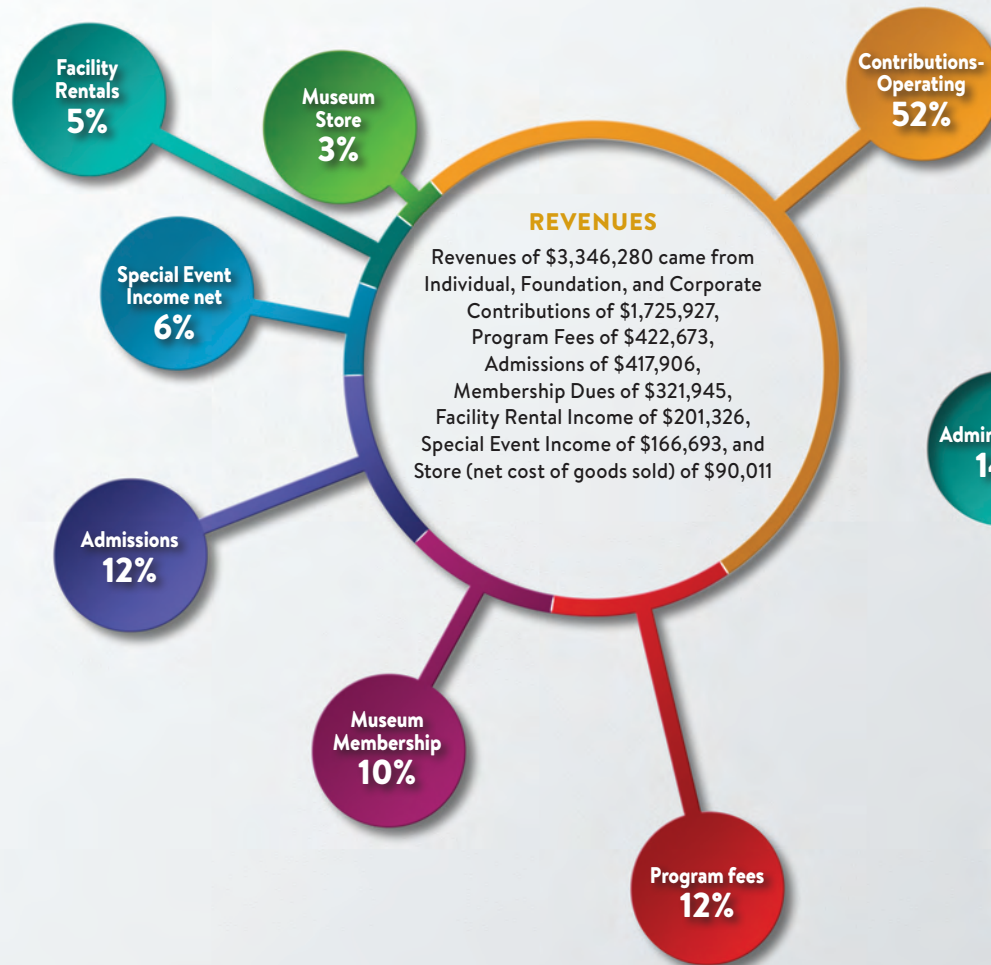 Facility
Rentals
5%
Museum
Store
3%
Contributions-
Operating
52%
Special Event
Income net
6%
REVENUES
Revenues of $3,346,280 came from
Individual, Foundation, and Corporate
Contributions of $1,725,927,
Program Fees of $422,673,
Admissions of $417,906,
Membership Dues of $321,945,
Facility Rental Income of $201,326,
Special Event Income of $166,693, and
Store (net cost of goods sold) of $90,011
Admissions
12%
Museum
Membership
10%
Program fees
12%